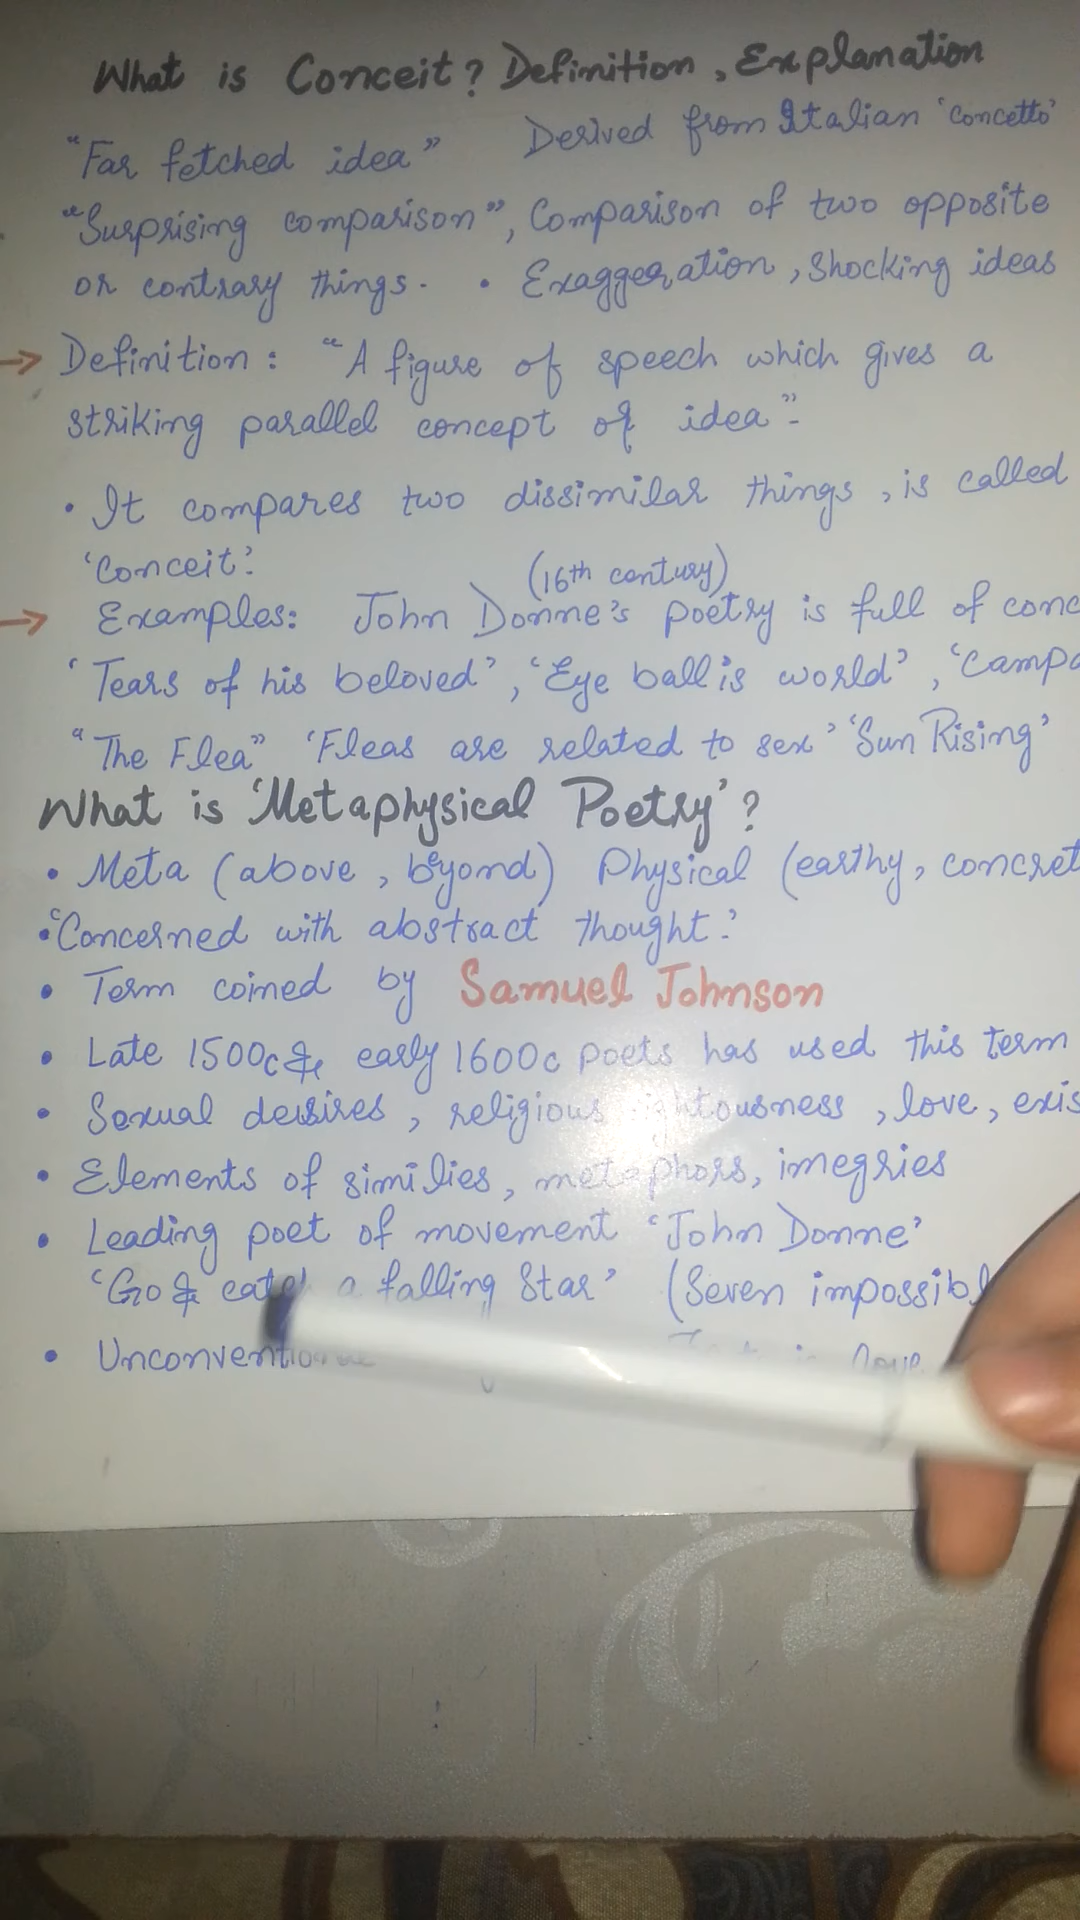 What is Conceit? Definition, Explanation
"Far fetched idea" Derived from Italian 'concetto'
"Surprising comparison", Comparison of two opposite
or contrary things. • Exaggeration, Shocking ideas
→ Definition: "A figure of speech which gives a
striking parallel concept of idea"
• It compares two dissimilar things, is called
'Conceit'.
(16th century)
→ Examples: John Donne's poetry is full of conc
'Tears of his beloved', 'Eye ball is world', 'Campa
"The Flea" 'Fleas are related to sex' 'Sun Rising'
What is 'Metaphysical Poetry'?
• Meta (above, beyond) Physical (earthy, concret
• 'Concerned with abstract thought.'
• Term coined by Samuel Johnson
• Late 1500c & early 1600c poets has used this term
• Sexual desires, religious love, exis
• Elements of similies, metaphors, imegries
• Leading poet of movement 'John Donne'
'Go & catch a falling Star' (Seven impossibl
• love